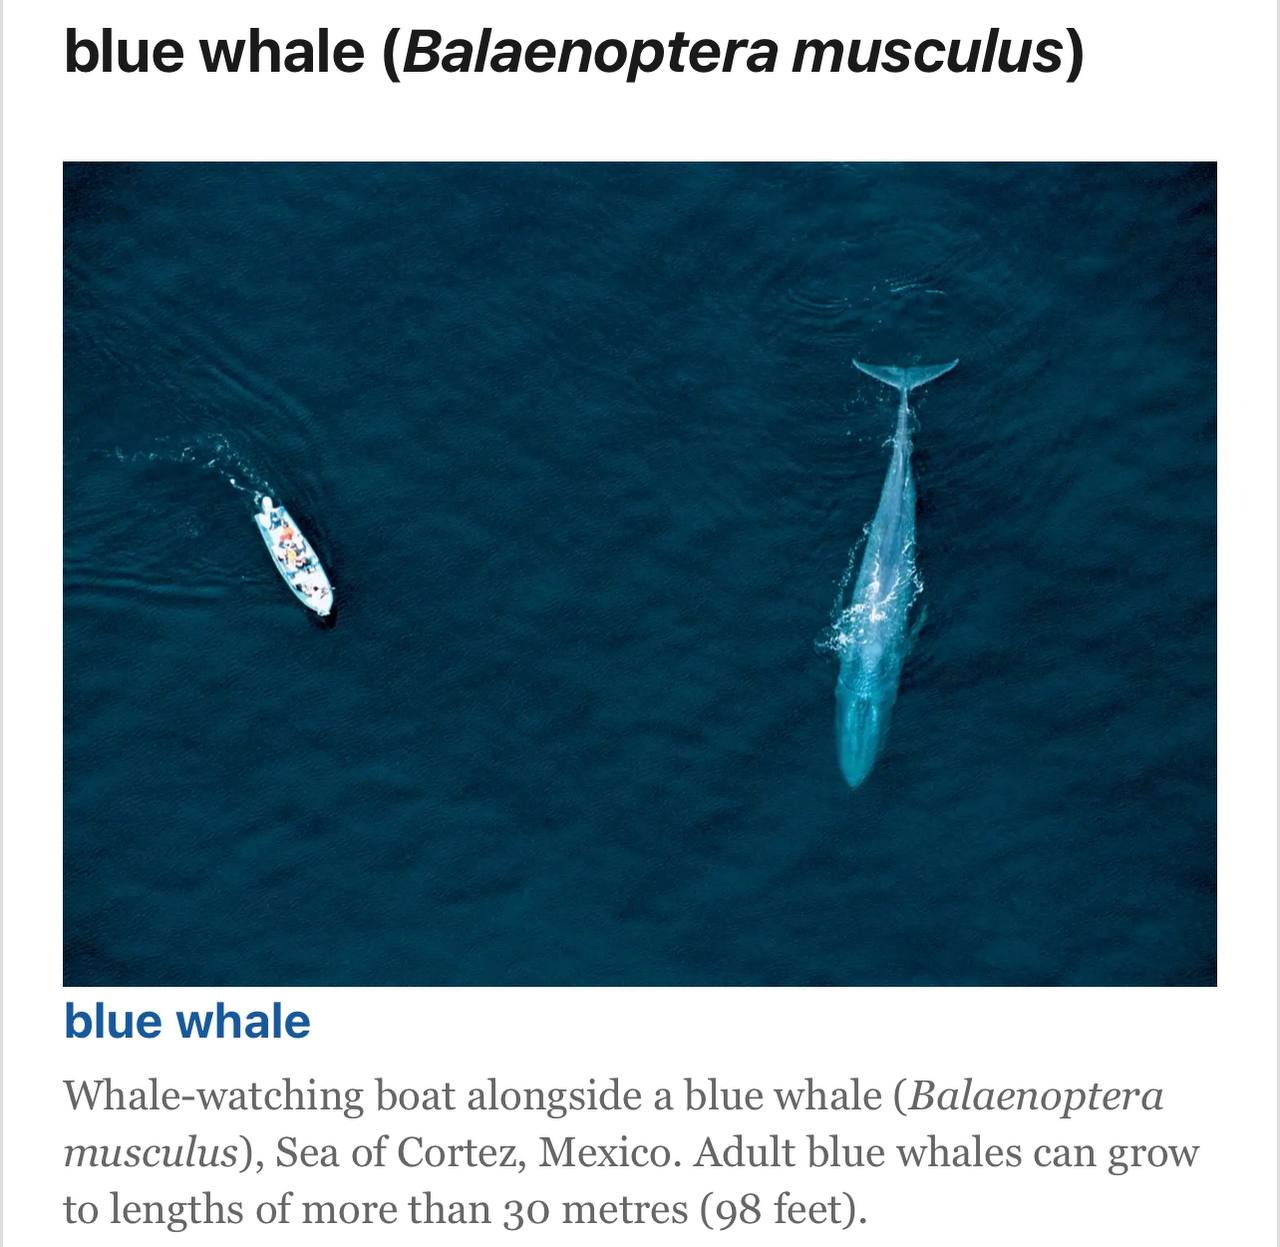 blue whale (Balaenoptera musculus)
blue whale
Whale-watching boat alongside a blue whale (Balaenoptera
musculus), Sea of Cortez, Mexico. Adult blue whales can grow
to lengths of more than 30 metres (98 feet).